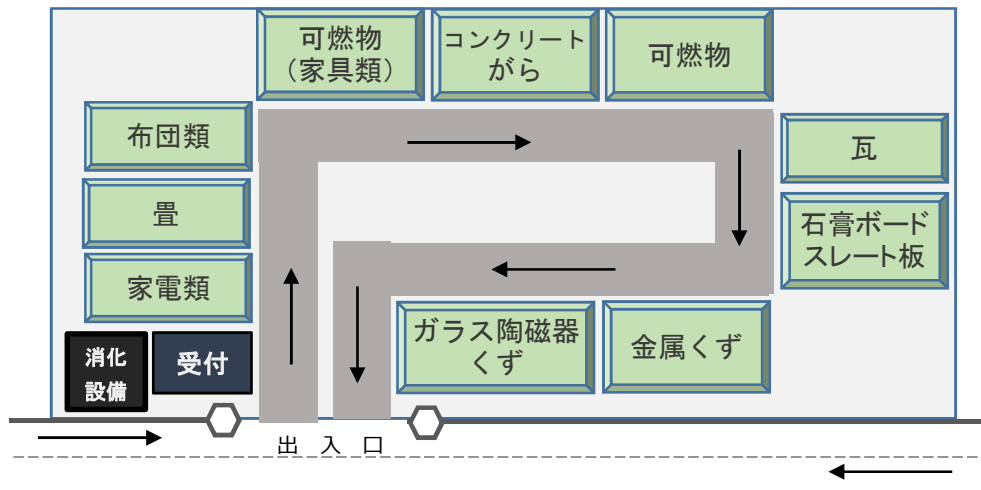 可燃物
（家具類）
コンクリート
がら
可燃物
布団類
瓦
畳
石膏ボード
スレート板
家電類
ガラス陶磁器
くず
金属くず
消化
設備
受付
出 入 口